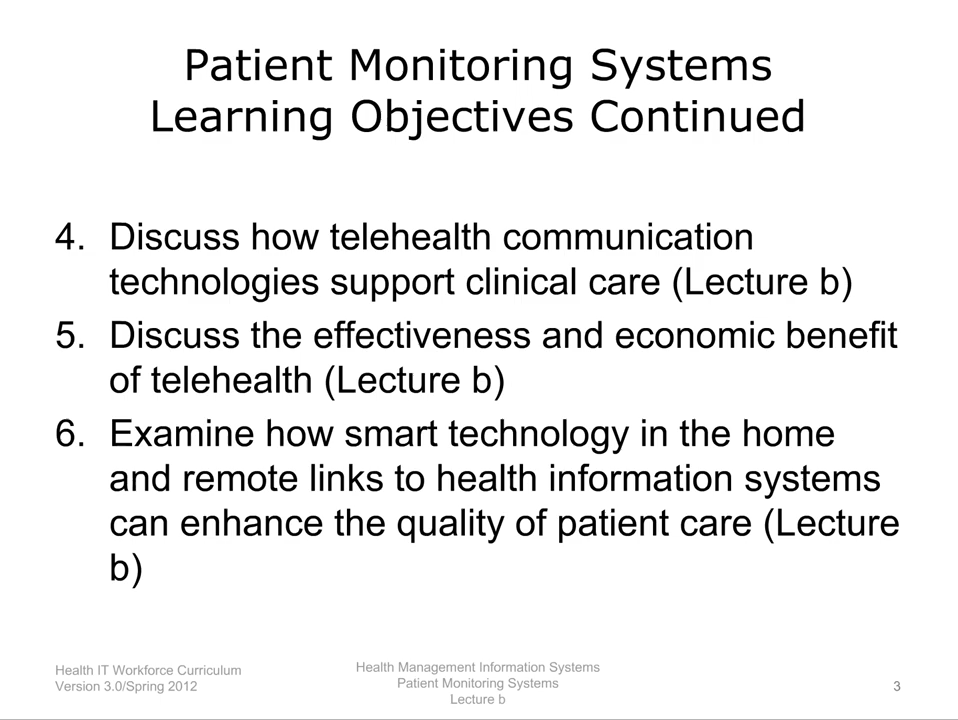 Patient Monitoring Systems
Learning Objectives Continued
4. Discuss how telehealth communication
technologies support clinical care (Lecture b)
5. Discuss the effectiveness and economic benefit
of telehealth (Lecture b)
6. Examine how smart technology in the home
and remote links to health information systems
can enhance the quality of patient care (Lecture
b)
Health IT Workforce Curriculum
Version 3.0/Spring 2012
Health Management Information Systems
Patient Monitoring Systems
Lecture b
3